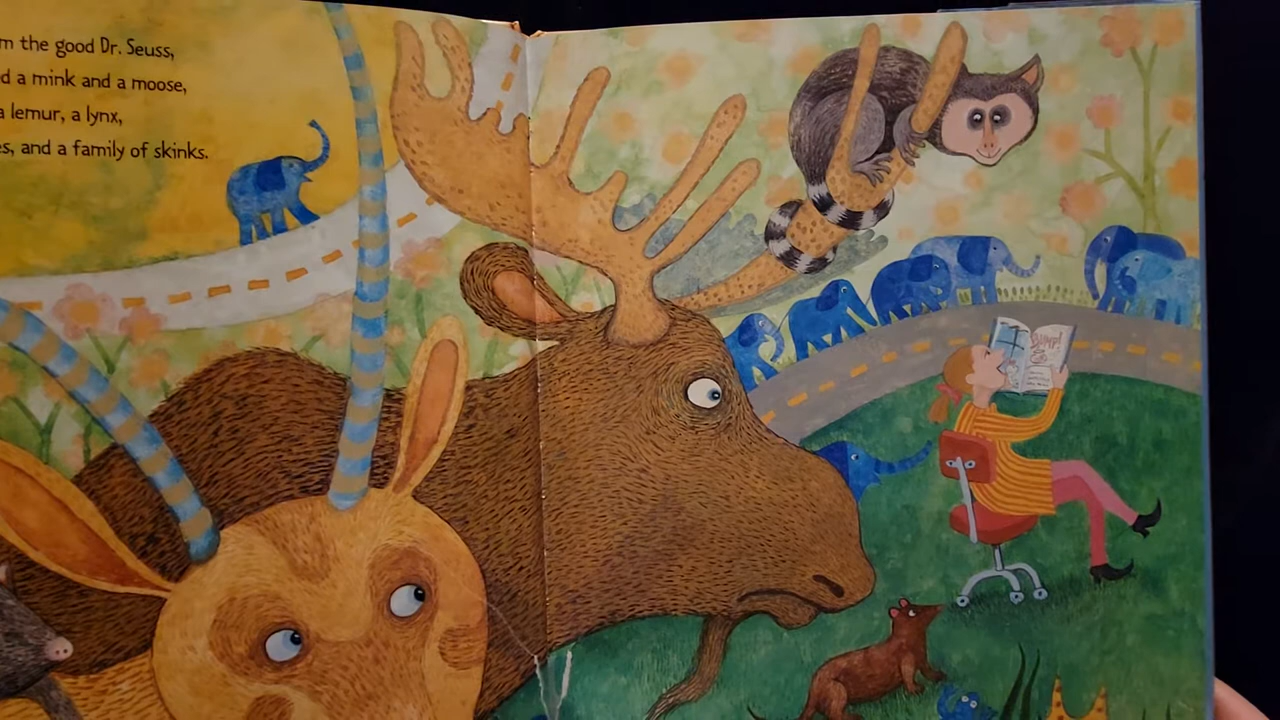 m the good Dr. Seuss,
d a mink and a moose,
a lemur, a lynx,
es, and a family of skinks.